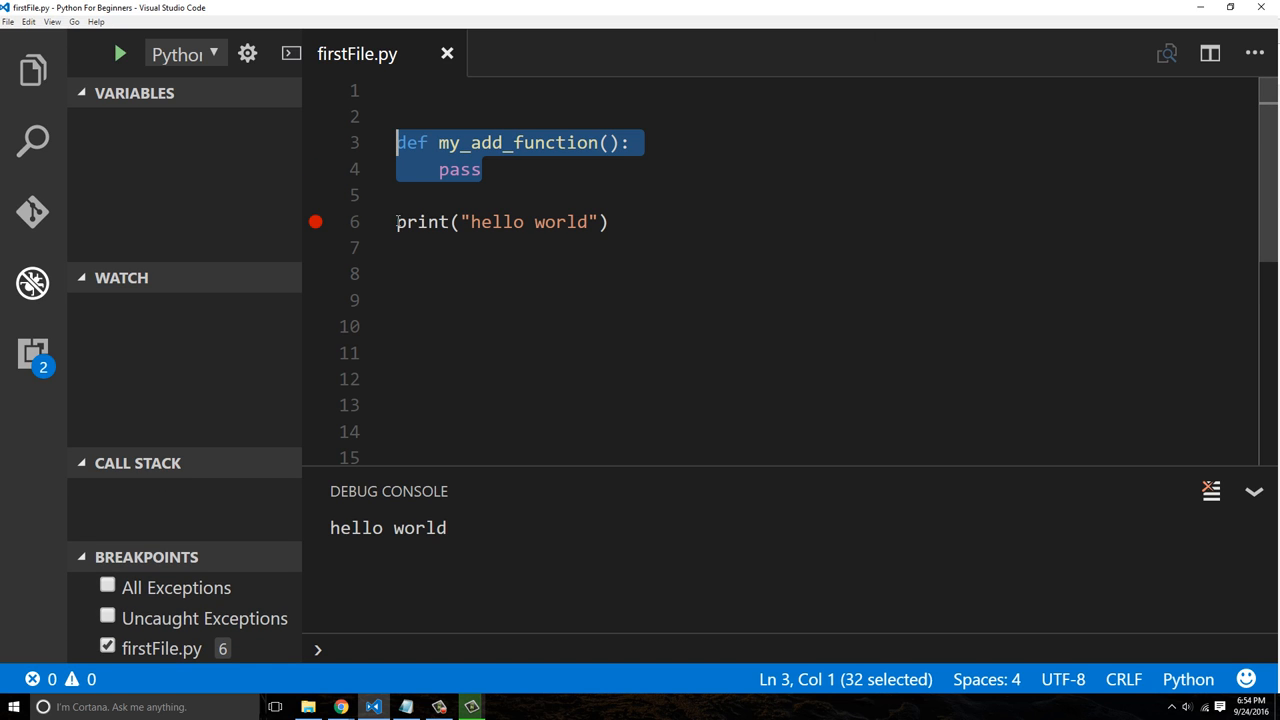 firstFile.py - Python For Beginners - Visual Studio Code
File Edit View Go Help
Pythor
firstFile.py
VARIABLES
WATCH
CALL STACK
BREAKPOINTS
All Exceptions
Uncaught Exceptions
firstFile.py 6
2
1
2
3 def my_add_function():
4 pass
5
6 print("hello world")
7
8
9
10
11
12
13
14
15
DEBUG CONSOLE
hello world
0 0 Ln 3, Col 1 (32 selected) Spaces: 4 UTF-8 CRLF Python
I'm Cortana. Ask me anything.
6:54 PM
9/24/2016